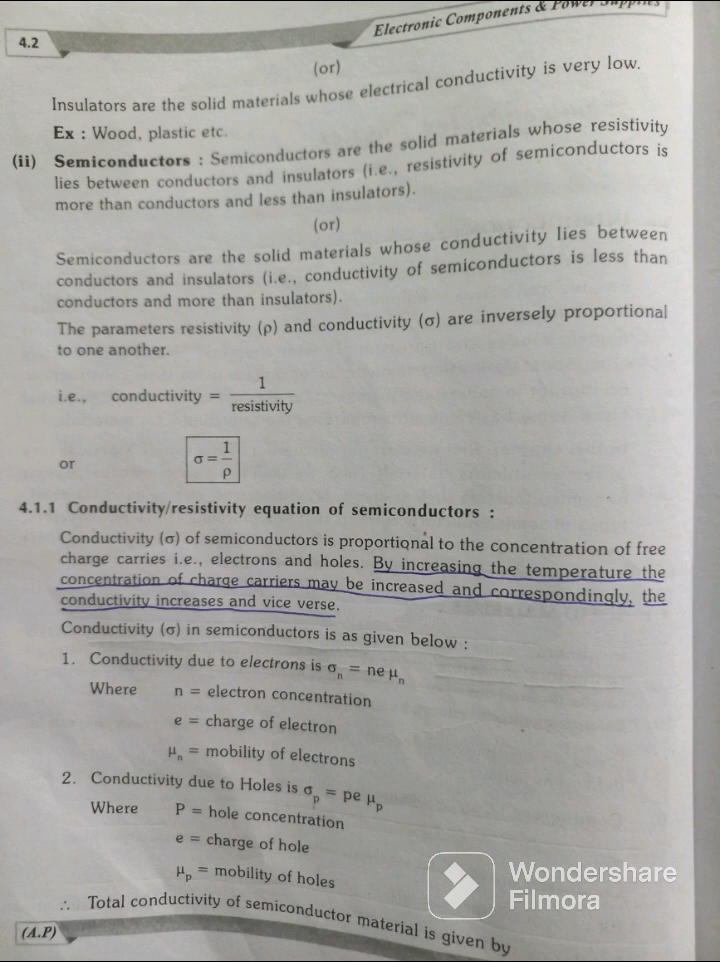 4.2
Electronic Components & Power Supplies
(or)
Insulators are the solid materials whose electrical conductivity is very low.
Ex : Wood, plastic etc.
(ii) Semiconductors : Semiconductors are the solid materials whose resistivity
lies between conductors and insulators (i.e., resistivity of semiconductors is
more than conductors and less than insulators).
(or)
Semiconductors are the solid materials whose conductivity lies between
conductors and insulators (i.e., conductivity of semiconductors is less than
conductors and more than insulators).
The parameters resistivity (ρ) and conductivity (σ) are inversely proportional
to one another.
i.e., conductivity = 1 / resistivity
or σ = 1 / ρ
4.1.1 Conductivity/resistivity equation of semiconductors :
Conductivity (σ) of semiconductors is proportional to the concentration of free
charge carries i.e., electrons and holes. By increasing the temperature the
concentration of charge carriers may be increased and correspondingly, the
conductivity increases and vice verse.
Conductivity (σ) in semiconductors is as given below :
1. Conductivity due to electrons is σₙ = ne μₙ
Where n = electron concentration
e = charge of electron
μₙ = mobility of electrons
2. Conductivity due to Holes is σₚ = pe μₚ
Where P = hole concentration
e = charge of hole
μₚ = mobility of holes
∴ Total conductivity of semiconductor material is given by
(A.P)
Wondershare
Filmora